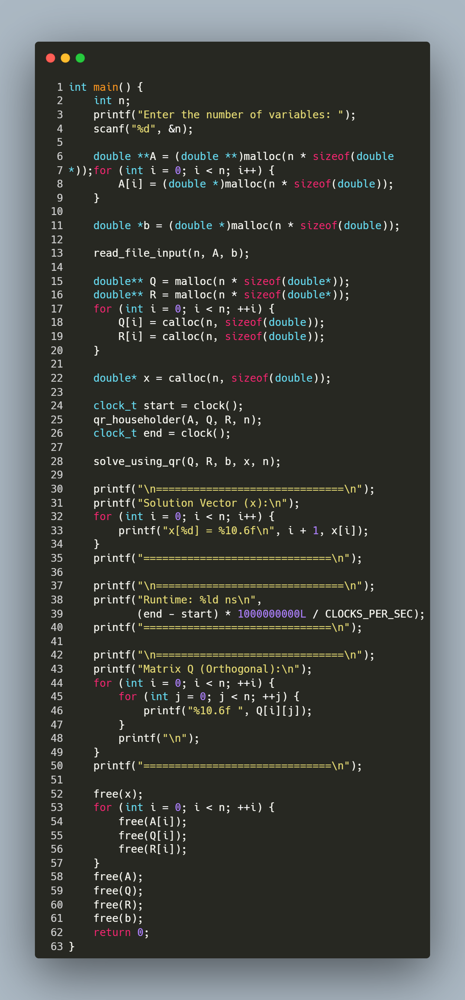 1 int main() {
2     int n;
3     printf("Enter the number of variables: ");
4     scanf("%d", &n);
5
6     double **A = (double **)malloc(n * sizeof(double
7 *));for (int i = 0; i < n; i++) {
8         A[i] = (double *)malloc(n * sizeof(double));
9     }
10
11     double *b = (double *)malloc(n * sizeof(double));
12
13     read_file_input(n, A, b);
14
15     double** Q = malloc(n * sizeof(double*));
16     double** R = malloc(n * sizeof(double*));
17     for (int i = 0; i < n; ++i) {
18         Q[i] = calloc(n, sizeof(double));
19         R[i] = calloc(n, sizeof(double));
20     }
21
22     double* x = calloc(n, sizeof(double));
23
24     clock_t start = clock();
25     qr_householder(A, Q, R, n);
26     clock_t end = clock();
27
28     solve_using_qr(Q, R, b, x, n);
29
30     printf("\n==============================\n");
31     printf("Solution Vector (x):\n");
32     for (int i = 0; i < n; i++) {
33         printf("x[%d] = %10.6f\n", i + 1, x[i]);
34     }
35     printf("==============================\n");
36
37     printf("\n==============================\n");
38     printf("Runtime: %ld ns\n",
39            (end - start) * 1000000000L / CLOCKS_PER_SEC);
40     printf("==============================\n");
41
42     printf("\n==============================\n");
43     printf("Matrix Q (Orthogonal):\n");
44     for (int i = 0; i < n; ++i) {
45         for (int j = 0; j < n; ++j) {
46             printf("%10.6f ", Q[i][j]);
47         }
48         printf("\n");
49     }
50     printf("==============================\n");
51
52     free(x);
53     for (int i = 0; i < n; ++i) {
54         free(A[i]);
55         free(Q[i]);
56         free(R[i]);
57     }
58     free(A);
59     free(Q);
60     free(R);
61     free(b);
62     return 0;
63 }